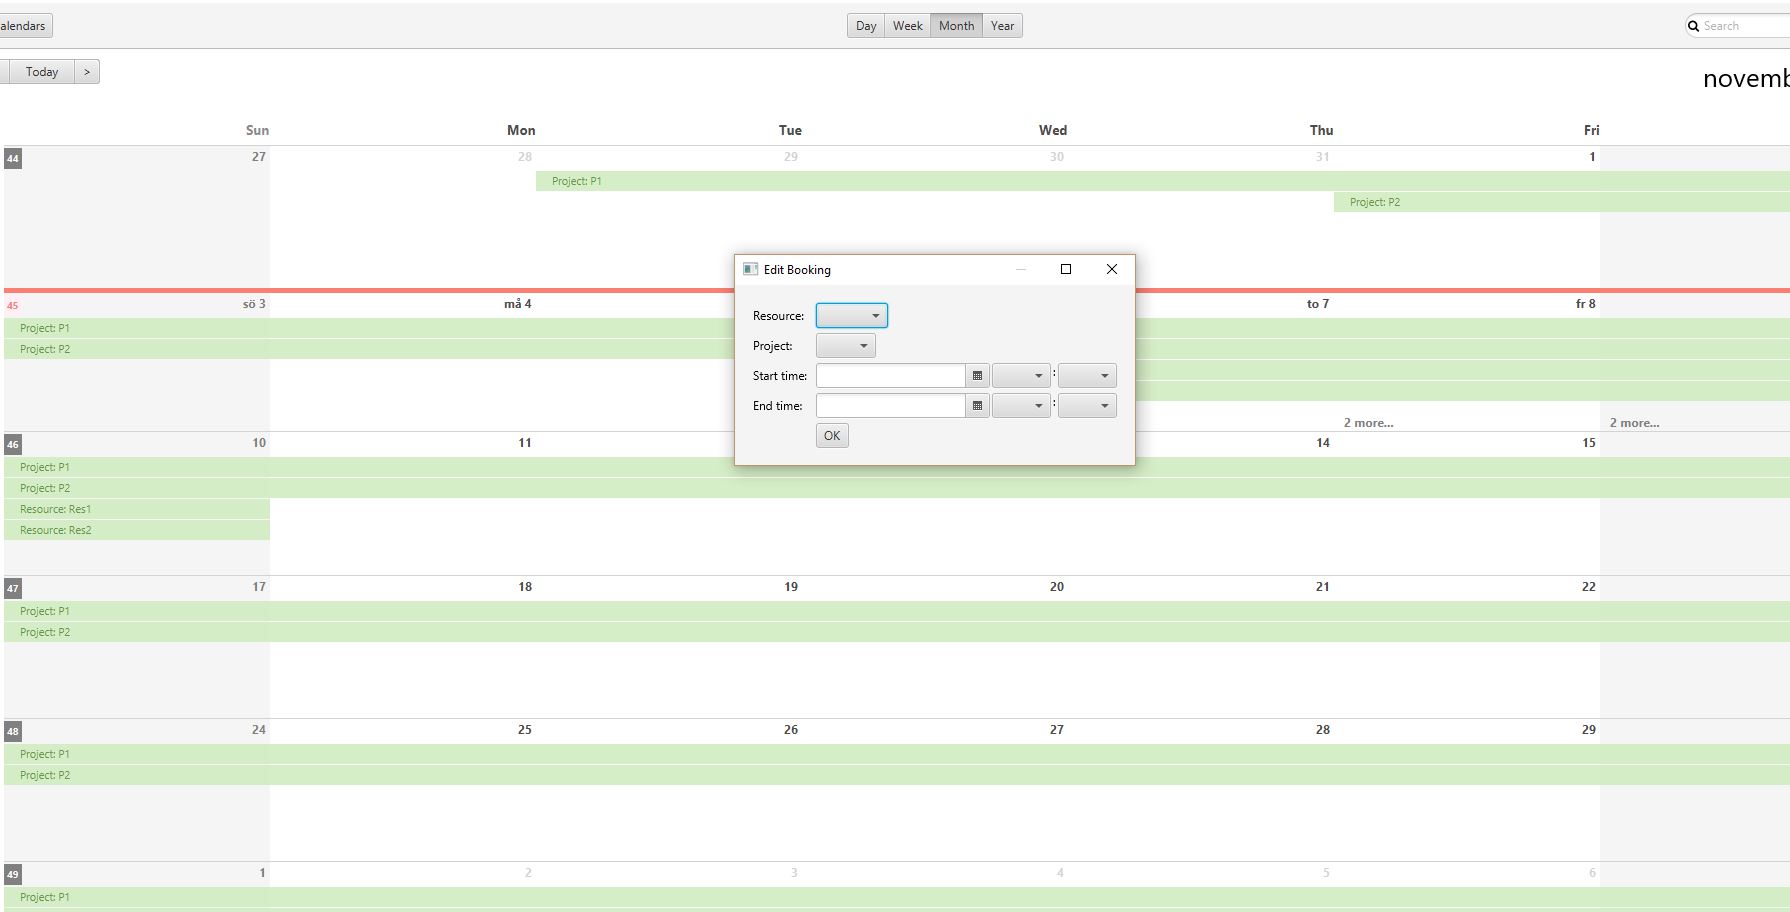 alendars
Day Week Month Year
Search
Today >
novemb
Sun Mon Tue Wed Thu Fri
44 27 28 29 30 31 1
Project: P1
Project: P2
Edit Booking
45 sö 3 må 4 to 7 fr 8
Project: P1
Project: P2
Resource:
Project:
Start time: :
End time: :
OK
2 more... 2 more...
46 10 11 14 15
Project: P1
Project: P2
Resource: Res1
Resource: Res2
47 17 18 19 20 21 22
Project: P1
Project: P2
48 24 25 26 27 28 29
Project: P1
Project: P2
49 1 2 3 4 5 6
Project: P1